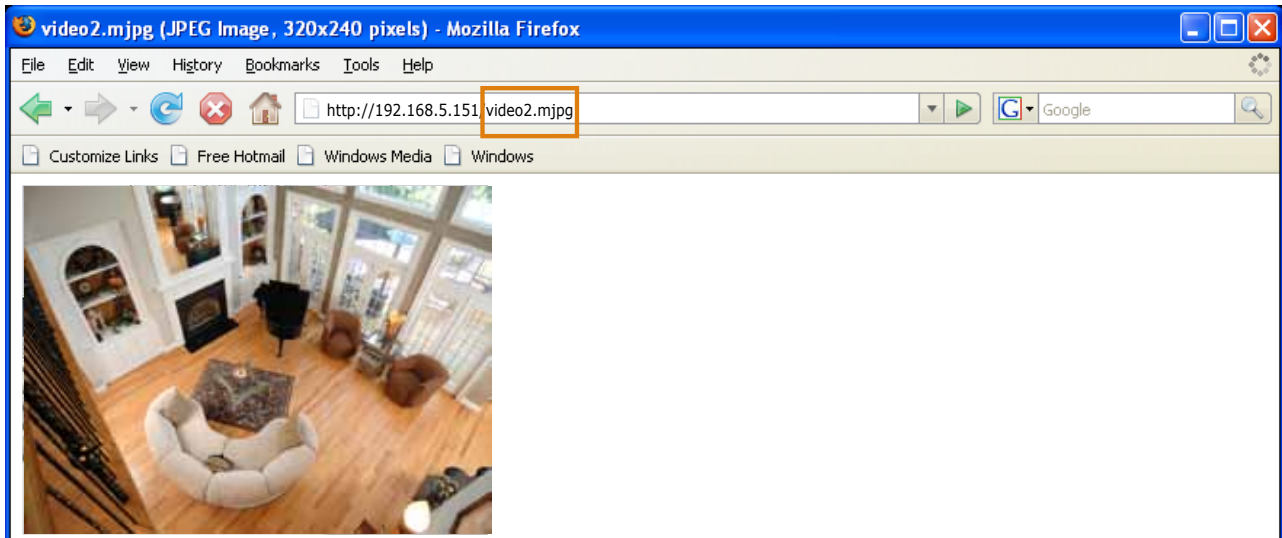 video2.mjpg (JPEG Image, 320x240 pixels) - Mozilla Firefox
File Edit View History Bookmarks Tools Help
http://192.168.5.151/video2.mjpg G Google
Customize Links Free Hotmail Windows Media Windows